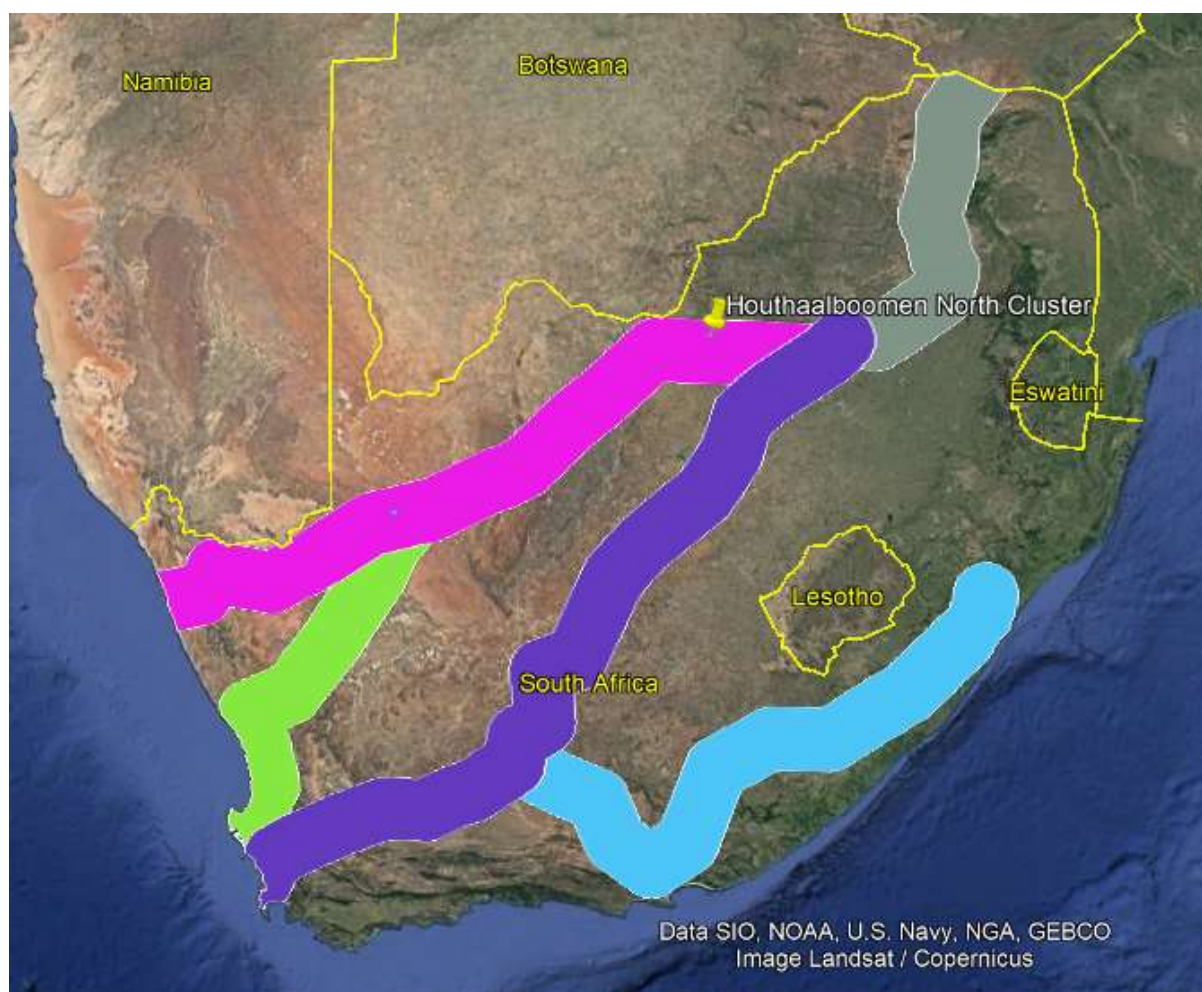 Namibia
Botswana
Houthaalboomen North Cluster
Eswatini
Lesotho
South Africa
Data SIO, NOAA, U.S. Navy, NGA, GEBCO
Image Landsat / Copernicus